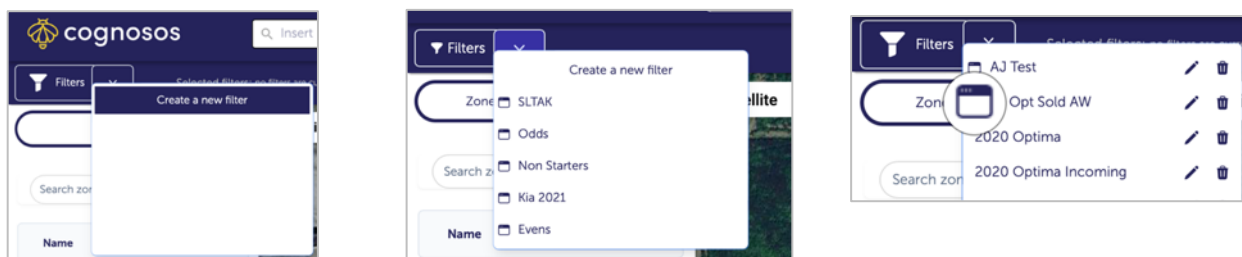 cognosos
Insert
Filters
Selected filters: no filters are cu
Create a new filter
Search zon
Name
Filters
Create a new filter
Zone
SLTAK
ellite
Odds
Search z
Non Starters
Kia 2021
Name
Evens
Filters
Selected filters: no filters are curr
AJ Test
Zon
Opt Sold AW
2020 Optima
Search zon
2020 Optima Incoming